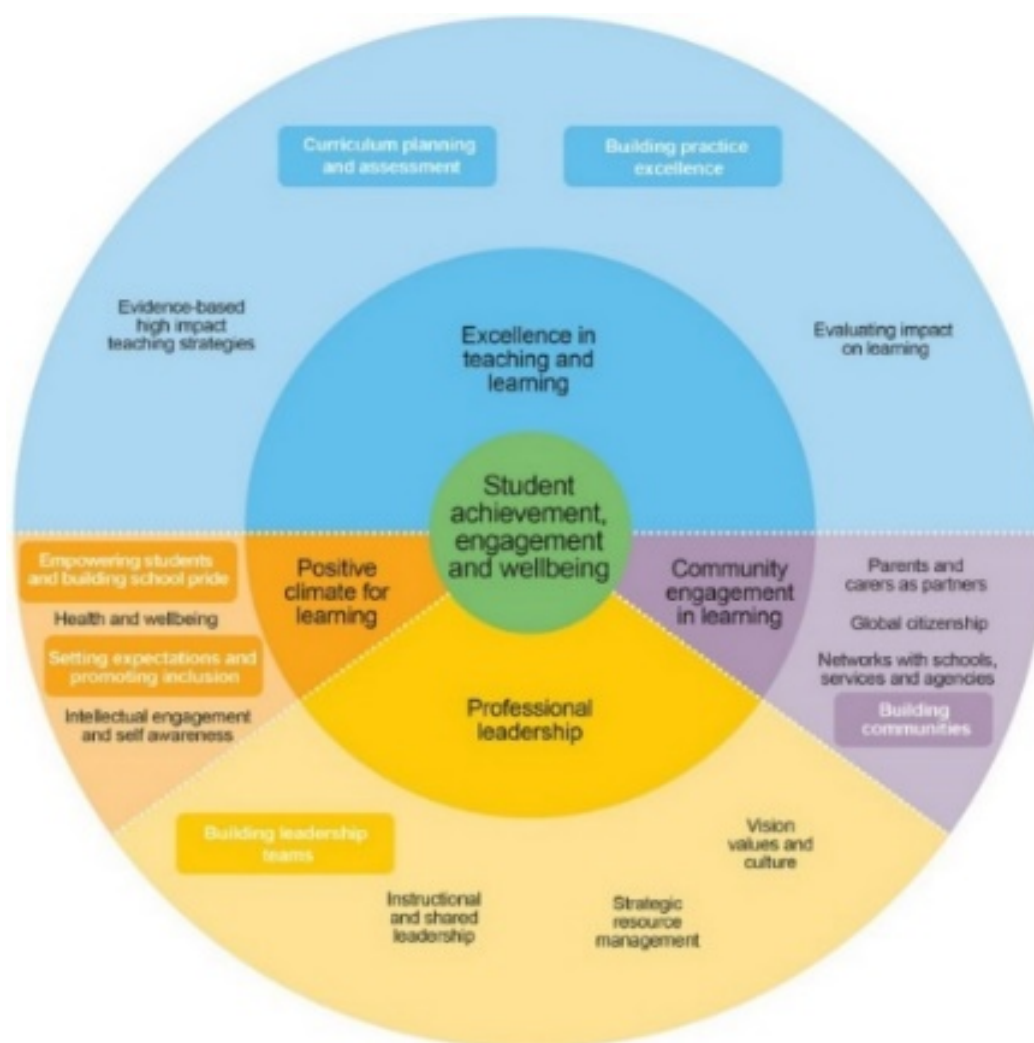 Curriculum planning
and assessment
Building practice
excellence
Evidence-based
high impact
teaching strategies
Excellence in
teaching and
learning
Evaluating impact
on learning
Student
achievement,
engagement
and wellbeing
Empowering students
and building school pride
Health and wellbeing
Setting expectations and
promoting inclusion
Intellectual engagement
and self awareness
Positive
climate for
learning
Community
engagement
in learning
Parents and
carers as partners
Global citizenship
Networks with schools,
services and agencies
Building
communities
Professional
leadership
Building leadership
teams
Instructional
and shared
leadership
Strategic
resource
management
Vision
values and
culture